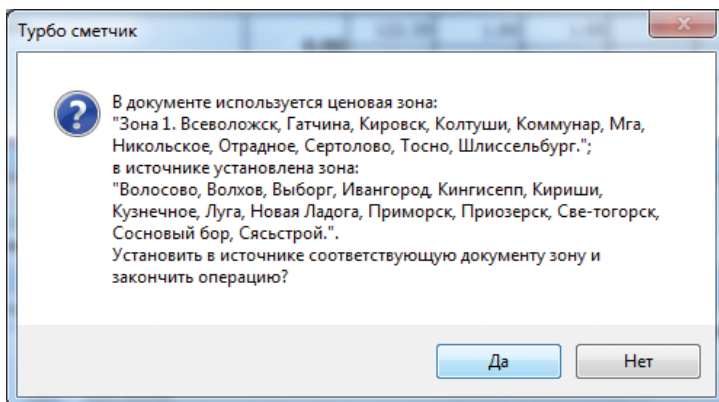 Турбо сметчик
В документе используется ценовая зона:
"Зона 1. Всеволожск, Гатчина, Кировск, Колтуши, Коммунар, Мга,
Никольское, Отрадное, Сертолово, Тосно, Шлиссельбург.";
в источнике установлена зона:
"Волосово, Волхов, Выборг, Ивангород, Кингисепп, Кириши,
Кузнечное, Луга, Новая Ладога, Приморск, Приозерск, Све-тогорск,
Сосновый бор, Сясьстрой.".
Установить в источнике соответствующую документу зону и
закончить операцию?
Да Нет